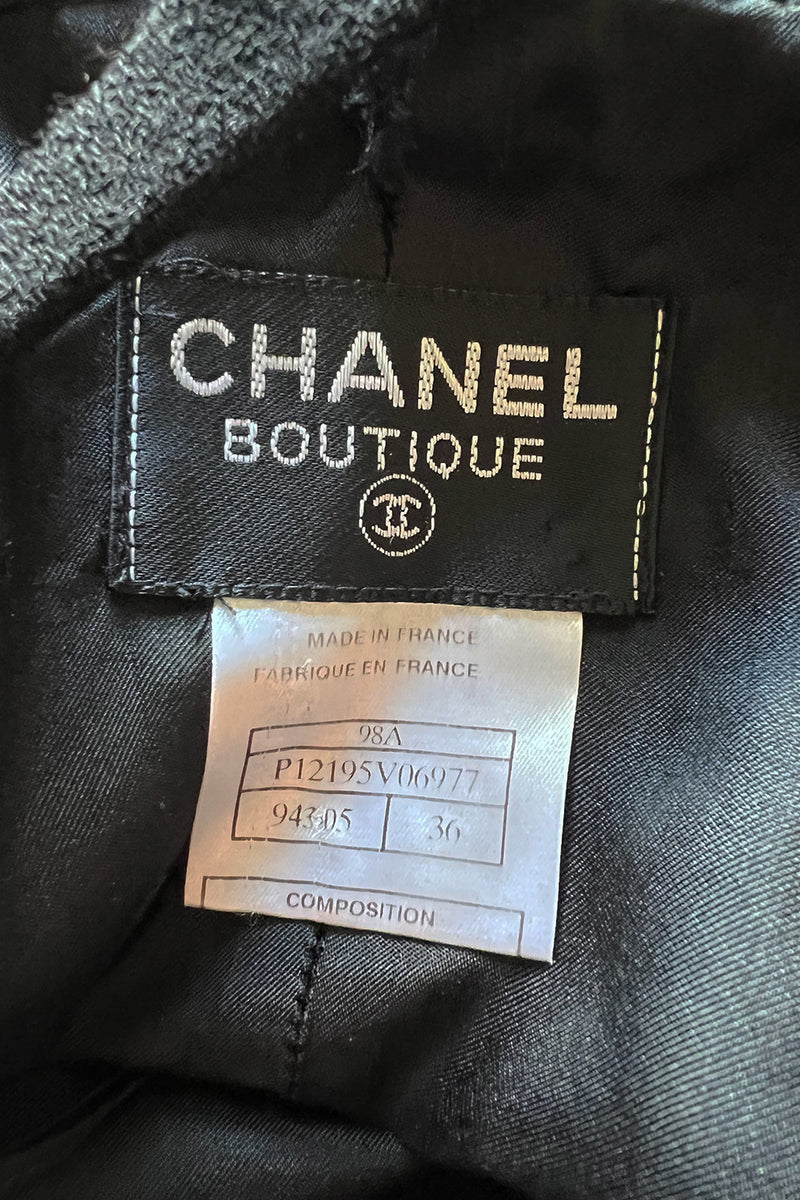 CHANEL
BOUTIQUE
MADE IN FRANCE
FABRIQUE EN FRANCE
98A
P12195V06977
94305
36
COMPOSITION